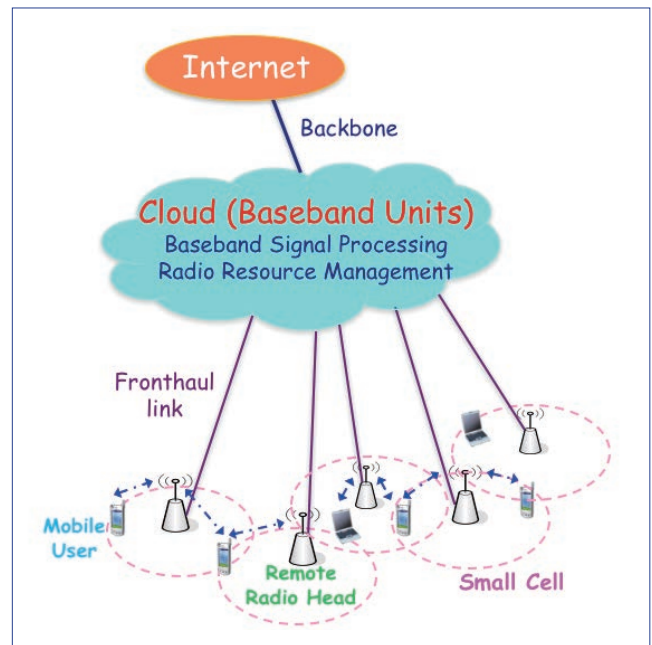 Internet
Backbone
Cloud (Baseband Units)
Baseband Signal Processing
Radio Resource Management
Fronthaul
link
Mobile
User
Remote
Radio Head
Small Cell